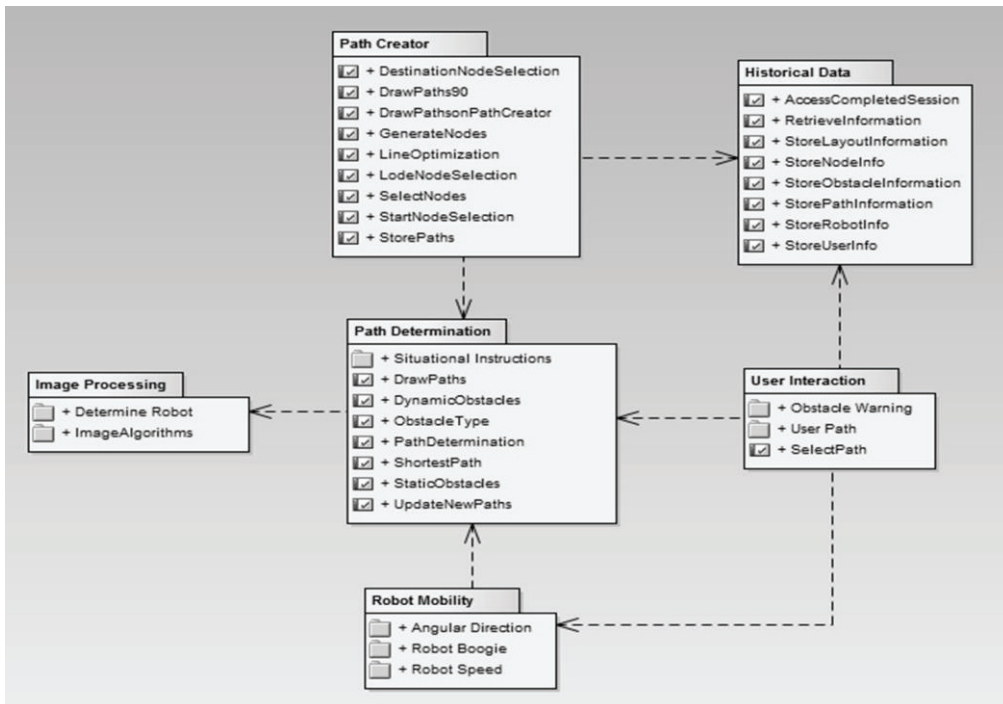 Path Creator
+ DestinationNodeSelection
+ DrawPaths90
+ DrawPathsonPathCreator
+ GenerateNodes
+ LineOptimization
+ LodeNodeSelection
+ SelectNodes
+ StartNodeSelection
+ StorePaths
Historical Data
+ AccessCompletedSession
+ RetrieveInformation
+ StoreLayoutInformation
+ StoreNodeInfo
+ StoreObstacleInformation
+ StorePathInformation
+ StoreRobotInfo
+ StoreUserInfo
Path Determination
+ Situational Instructions
+ DrawPaths
+ DynamicObstacles
+ ObstacleType
+ PathDetermination
+ ShortestPath
+ StaticObstacles
+ UpdateNewPaths
Image Processing
+ Determine Robot
+ ImageAlgorithms
User Interaction
+ Obstacle Warning
+ User Path
+ SelectPath
Robot Mobility
+ Angular Direction
+ Robot Boogie
+ Robot Speed